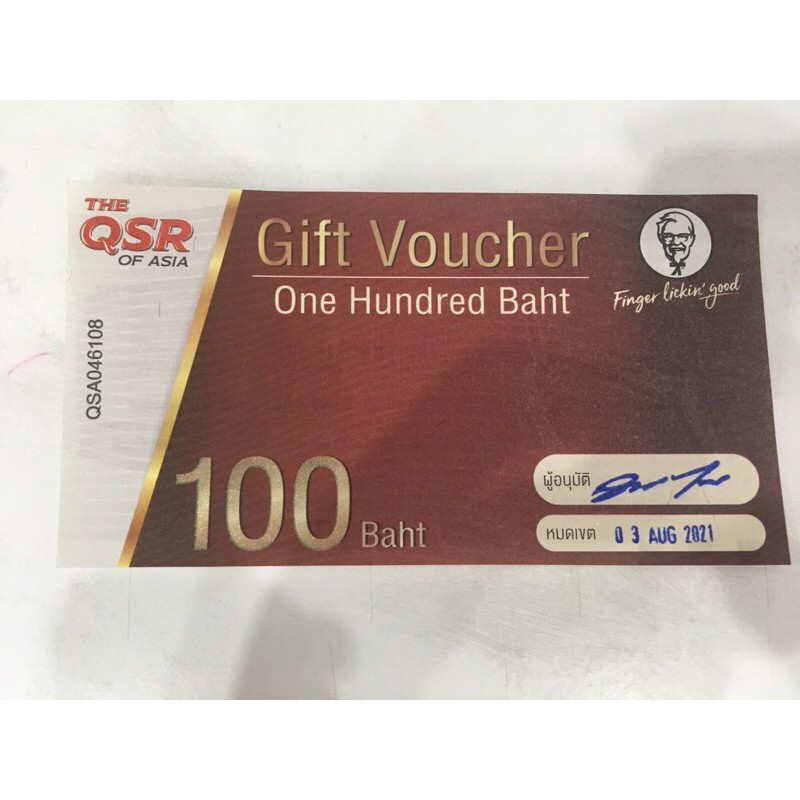 THE
QSR
OF ASIA
Gift Voucher
One Hundred Baht
Finger lickin' good
QSA046108
100 Baht
ผู้อนุมัติ
หมดเขต 03 AUG 2021